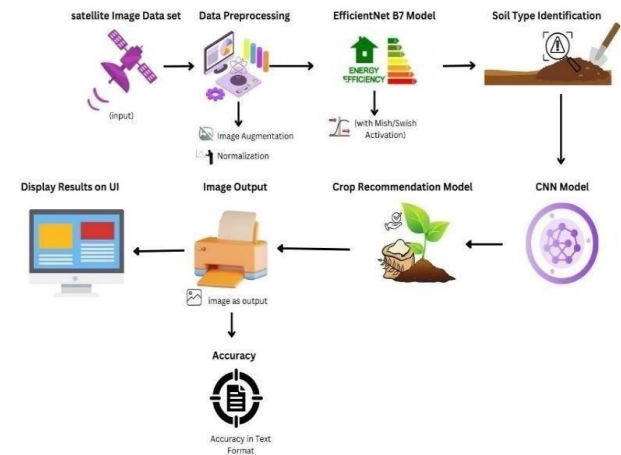 satellite Image Data set
Data Preprocessing
EfficientNet B7 Model
Soil Type Identification
ENERGY
EFFICIENCY
(input)
Image Augmentation
Normalization
(with Mish/Swish
Activation)
Display Results on UI
Image Output
Crop Recommendation Model
CNN Model
image as output
Accuracy
Accuracy in Text
Format